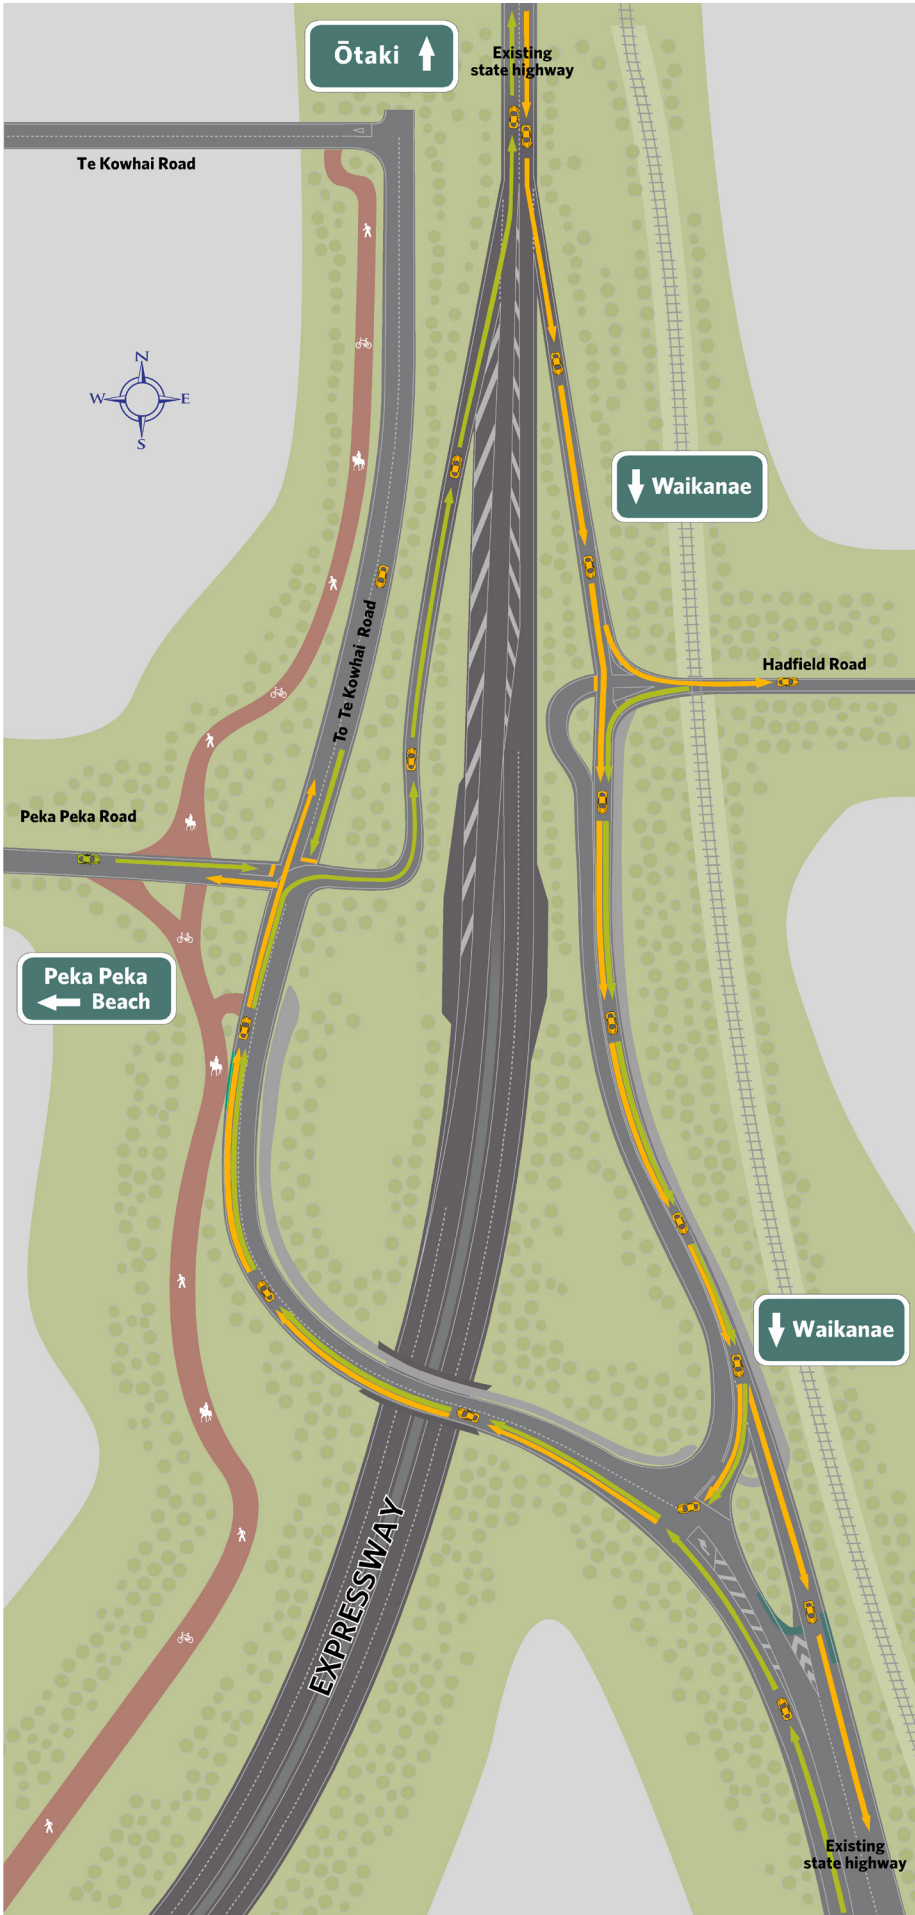 Ōtaki
Existing
state highway
Te Kowhai Road
N
W E
S
Waikanae
To Te Kowhai Road
Hadfield Road
Peka Peka Road
Peka Peka
Beach
Waikanae
EXPRESSWAY
Existing
state highway